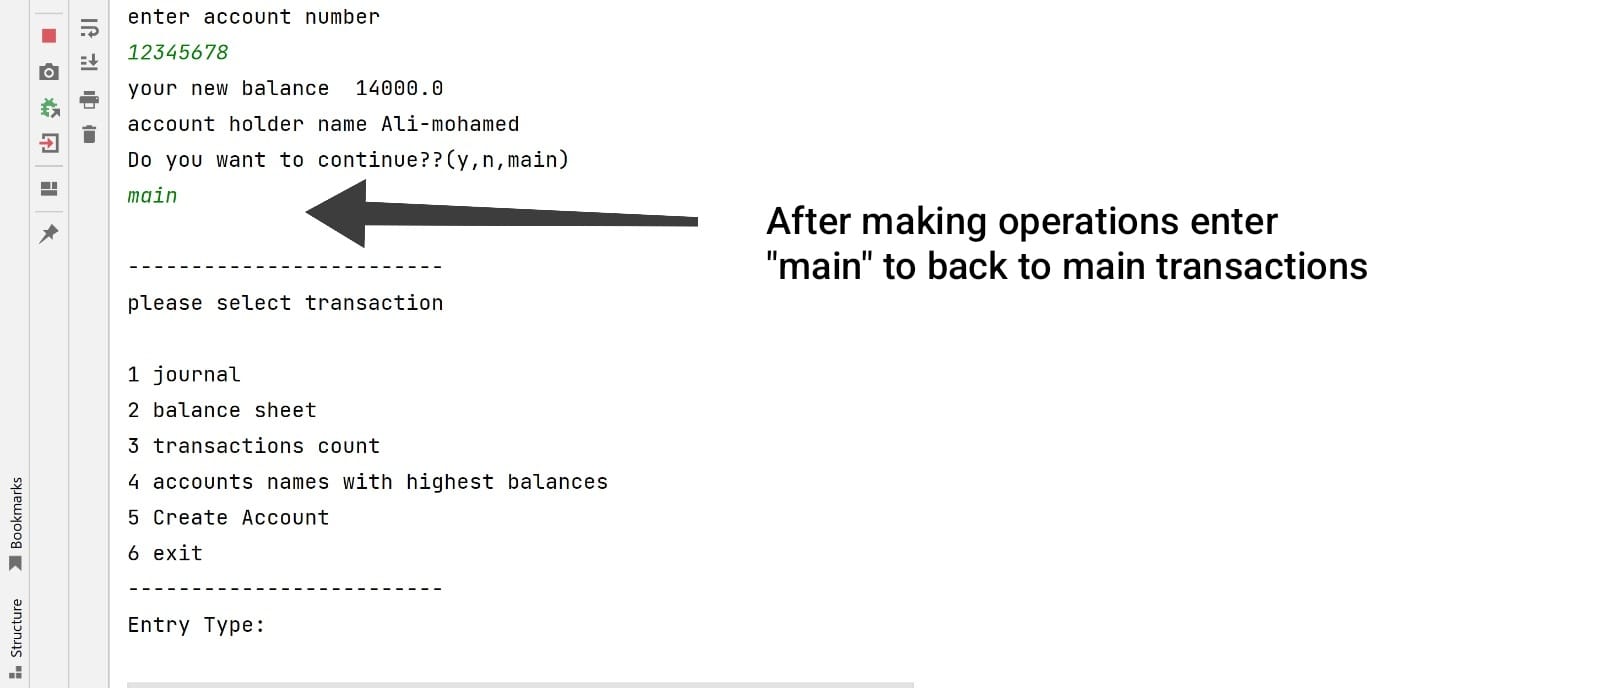 enter account number
12345678
your new balance  14000.0
account holder name Ali-mohamed
Do you want to continue??(y,n,main)
main
After making operations enter
"main" to back to main transactions
-------------------------
please select transaction
1 journal
2 balance sheet
3 transactions count
4 accounts names with highest balances
5 Create Account
6 exit
-------------------------
Entry Type:
Bookmarks
Structure